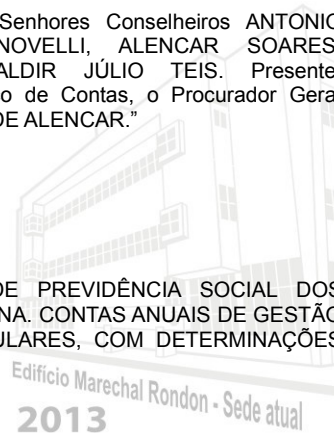 Senhores Conselheiros ANTONIO
NOVELLI, ALENCAR SOARES,
ALDIR JÚLIO TEIS. Presente
o de Contas, o Procurador Geral
DE ALENCAR.”
DE PREVIDÊNCIA SOCIAL DOS
NA. CONTAS ANUAIS DE GESTÃO
ULARES, COM DETERMINAÇÕES
Edifício Marechal Rondon - Sede atual
2013